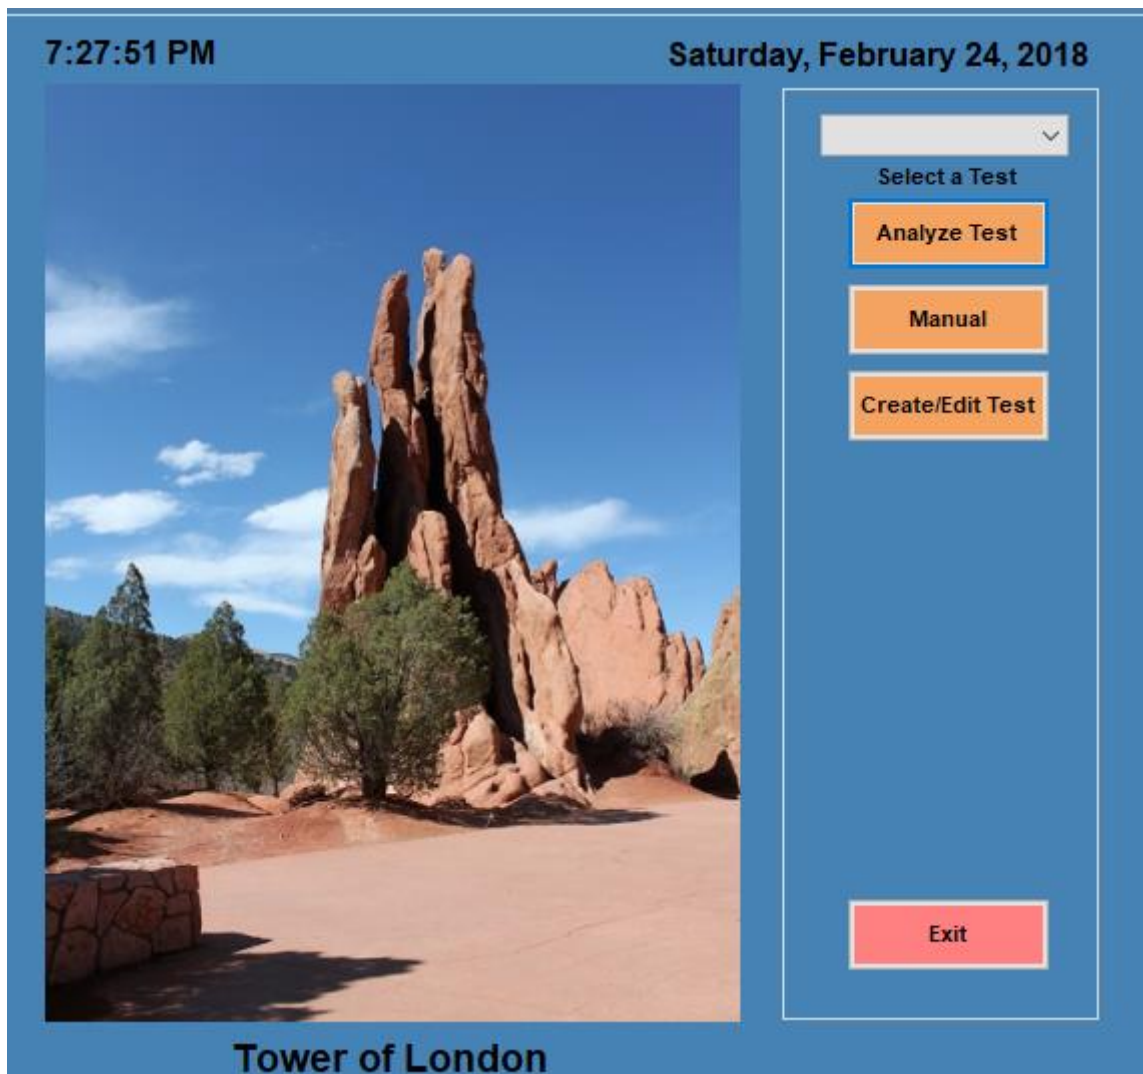 7:27:51 PM
Saturday, February 24, 2018
Select a Test
Analyze Test
Manual
Create/Edit Test
Exit
Tower of London